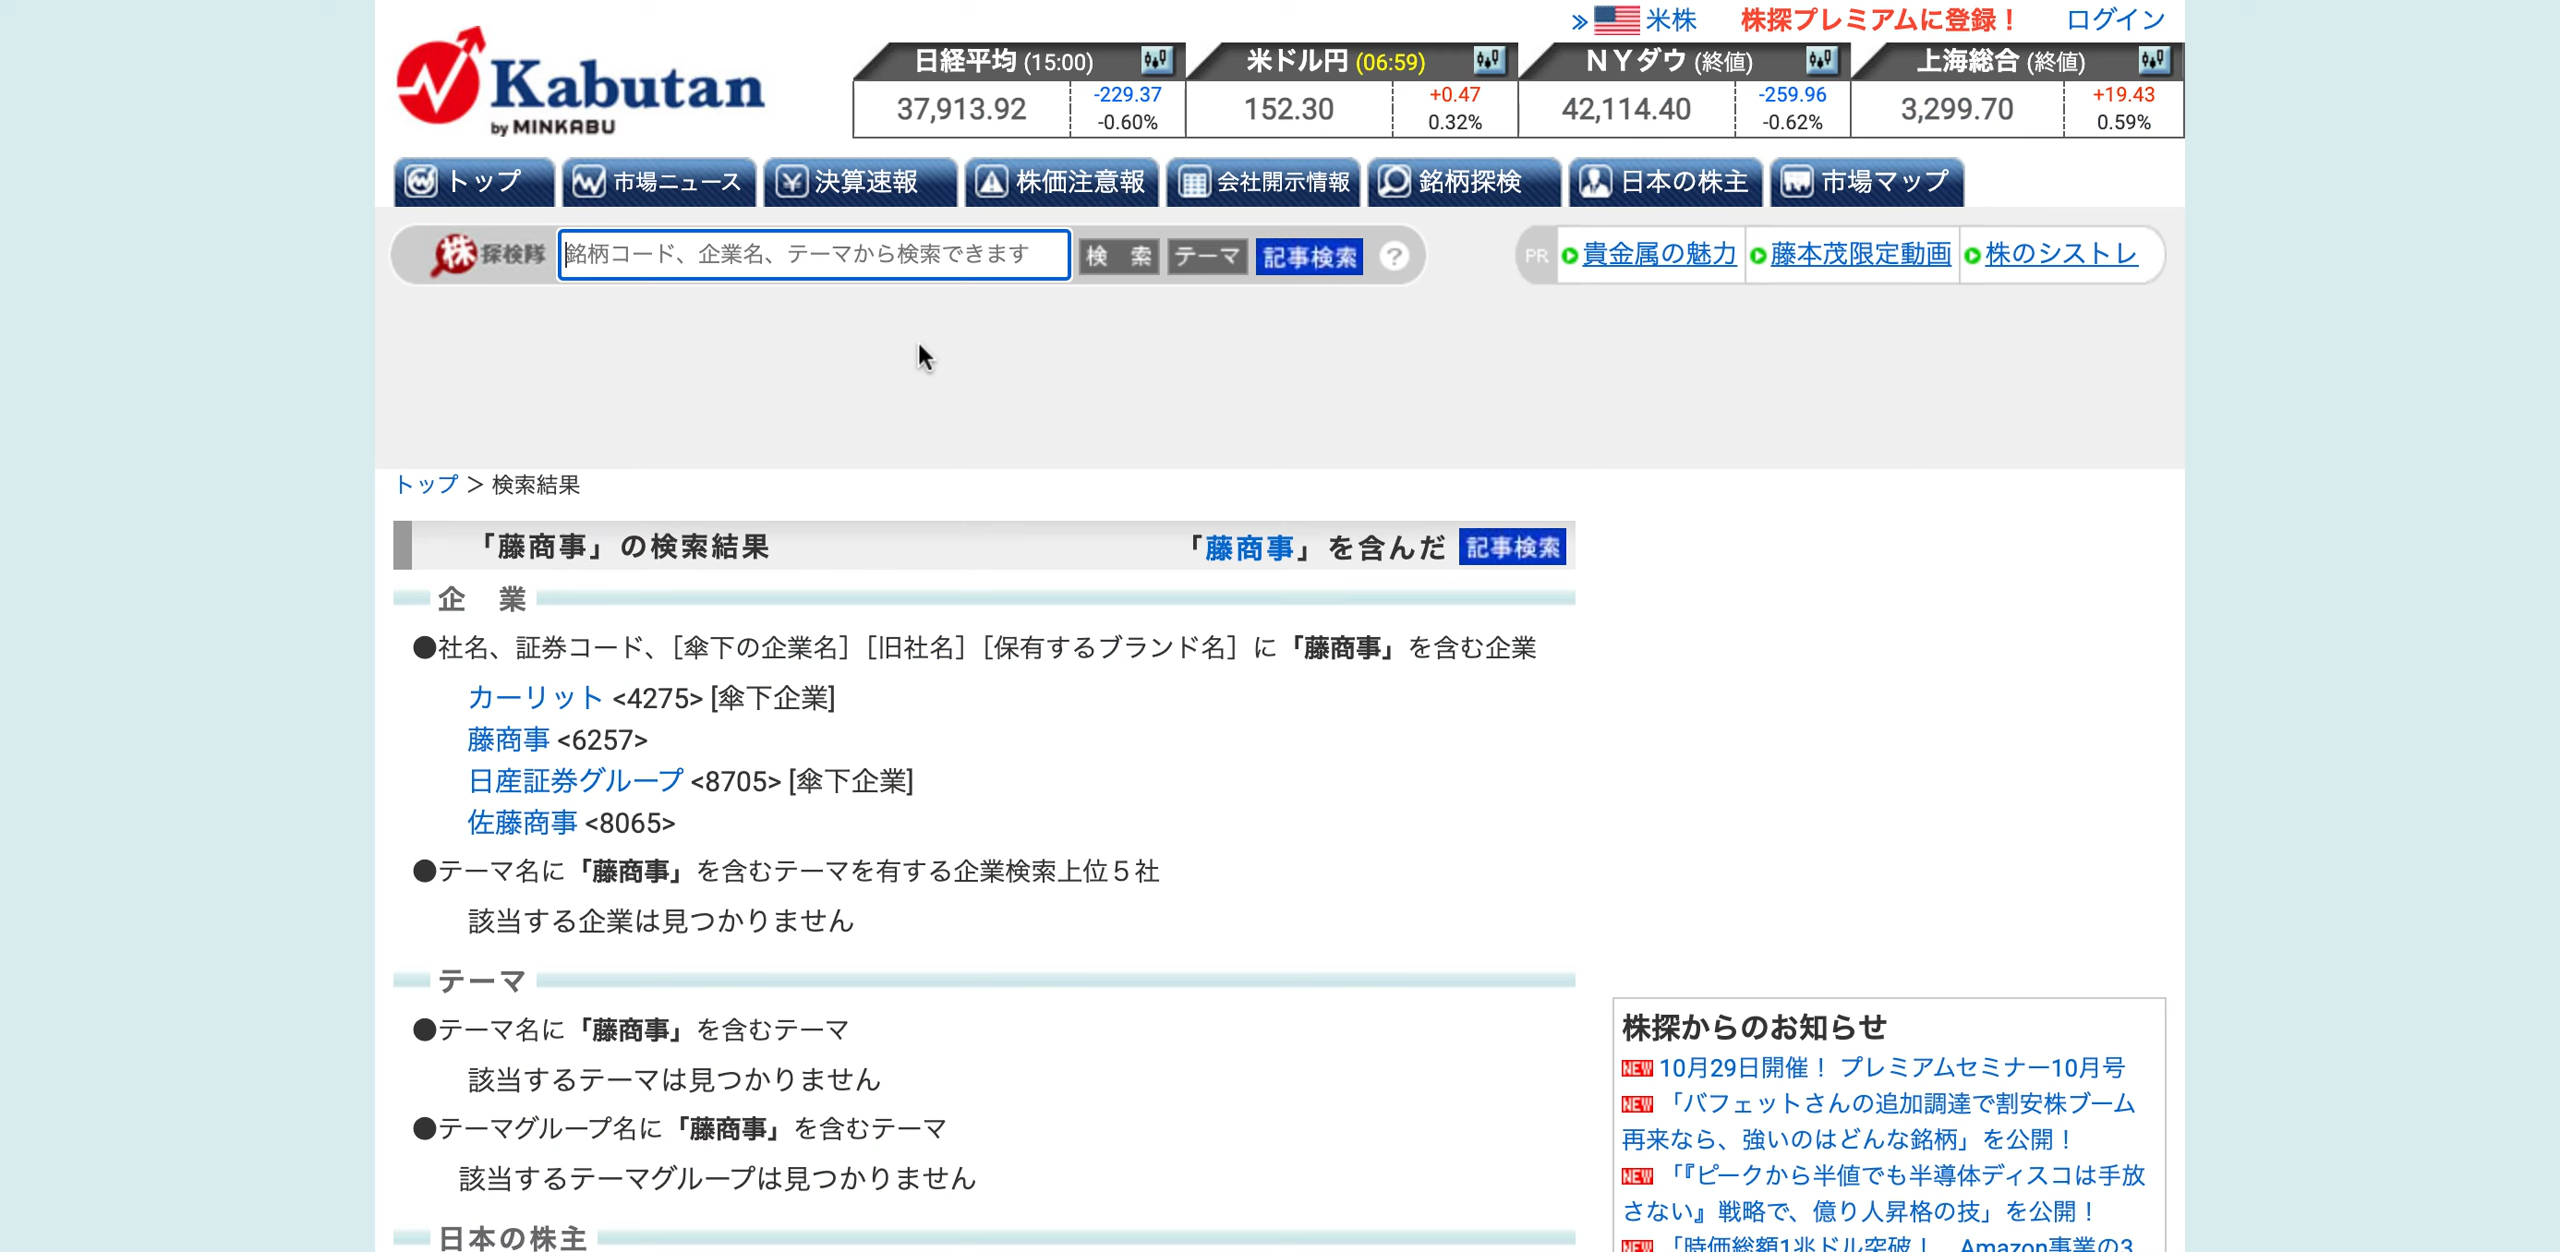 米株 株探プレミアムに登録！ ログイン
Kabutan
by MINKABU
日経平均 (15:00) 米ドル円 (06:59) ＮＹダウ (終値) 上海総合 (終値)
37,913.92 -229.37 -0.60% 152.30 +0.47 0.32% 42,114.40 -259.96 -0.62% 3,299.70 +19.43 0.59%
トップ 市場ニュース 決算速報 株価注意報 会社開示情報 銘柄探検 日本の株主 市場マップ
株探検隊 銘柄コード、企業名、テーマから検索できます 検 索 テーマ 記事検索 ? PR 貴金属の魅力 藤本茂限定動画 株のシストレ
トップ ＞ 検索結果
「藤商事」の検索結果 「藤商事」を含んだ 記事検索
企 業
●社名、証券コード、［傘下の企業名］［旧社名］［保有するブランド名］に「藤商事」を含む企業
カーリット <4275> [傘下企業]
藤商事 <6257>
日産証券グループ <8705> [傘下企業]
佐藤商事 <8065>
●テーマ名に「藤商事」を含むテーマを有する企業検索上位５社
該当する企業は見つかりません
テーマ
●テーマ名に「藤商事」を含むテーマ
該当するテーマは見つかりません
●テーマグループ名に「藤商事」を含むテーマ
該当するテーマグループは見つかりません
日本の株主
株探からのお知らせ
NEW 10月29日開催！ プレミアムセミナー10月号
NEW 「バフェットさんの追加調達で割安株ブーム
再来なら、強いのはどんな銘柄」を公開！
NEW 「『ピークから半値でも半導体ディスコは手放
さない』戦略で、億り人昇格の技」を公開！
NEW 「時価総額1兆ドル突破！ Amazon事業の3